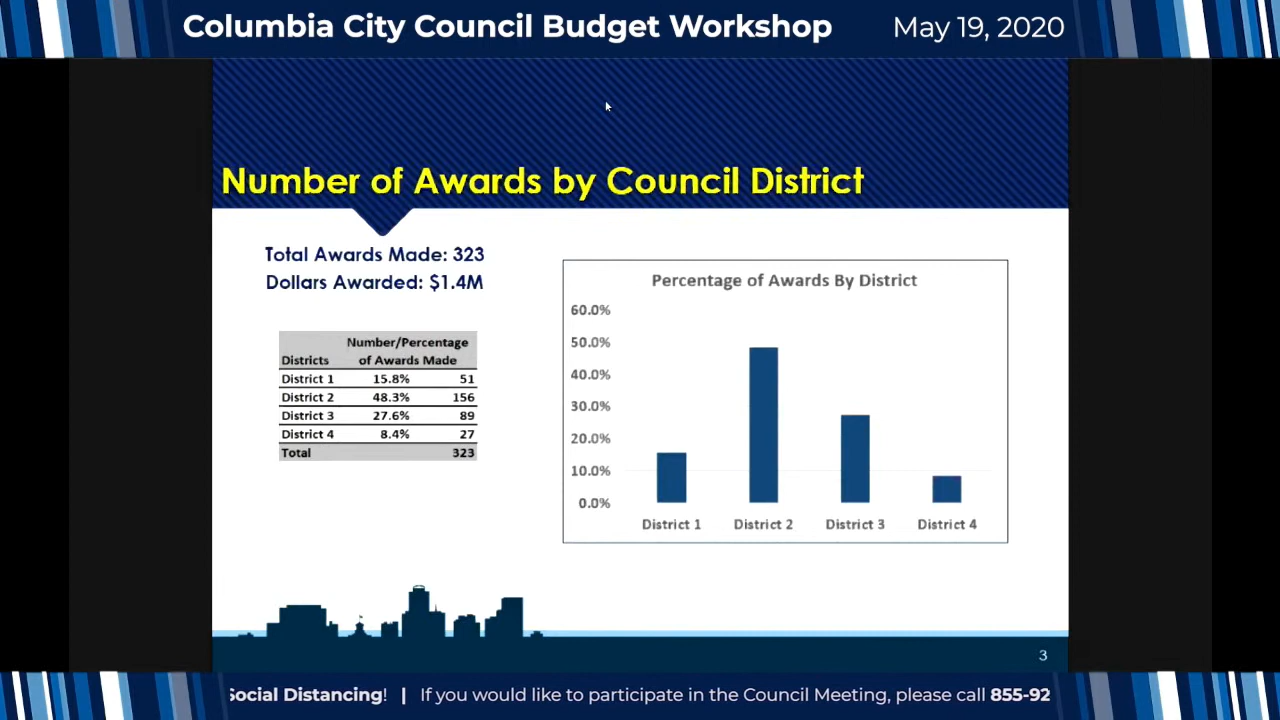 Columbia City Council Budget Workshop May 19, 2020
Number of Awards by Council District
Total Awards Made: 323
Dollars Awarded: $1.4M
Number/Percentage
Districts of Awards Made
District 1 15.8% 51
District 2 48.3% 156
District 3 27.6% 89
District 4 8.4% 27
Total 323
Percentage of Awards By District
60.0%
50.0%
40.0%
30.0%
20.0%
10.0%
0.0%
District 1 District 2 District 3 District 4
3
Social Distancing! | If you would like to participate in the Council Meeting, please call 855-92